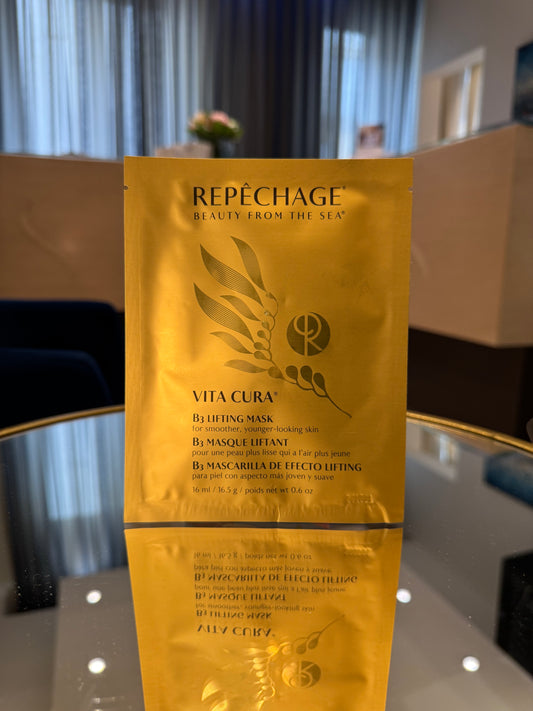 REPÊCHAGE®
BEAUTY FROM THE SEA®
VITA CURA®
B3 LIFTING MASK
for smoother, younger-looking skin
B3 MASQUE LIFTANT
pour une peau plus lisse qui a l'air plus jeune
B3 MASCARILLA DE EFECTO LIFTING
para piel con aspecto más joven y suave
16 ml / 16.5 g / poids net wt 0.6 oz